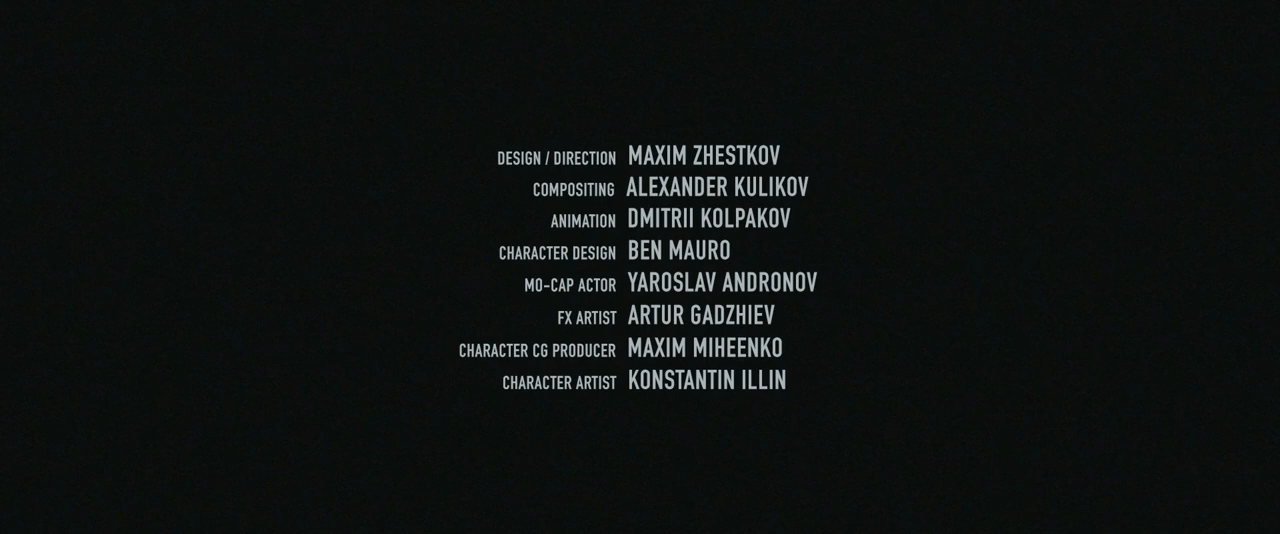 DESIGN / DIRECTION MAXIM ZHESTKOV
COMPOSITING ALEXANDER KULIKOV
ANIMATION DMITRII KOLPAKOV
CHARACTER DESIGN BEN MAURO
MO-CAP ACTOR YAROSLAV ANDRONOV
FX ARTIST ARTUR GADZHIEV
CHARACTER CG PRODUCER MAXIM MIHEENKO
CHARACTER ARTIST KONSTANTIN ILLIN